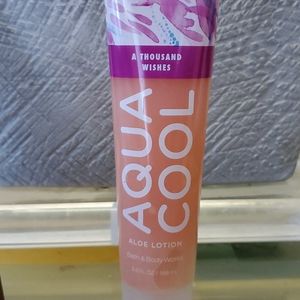 A THOUSAND
WISHES
AQUA
COOL
ALOE LOTION
Bath & Body Works